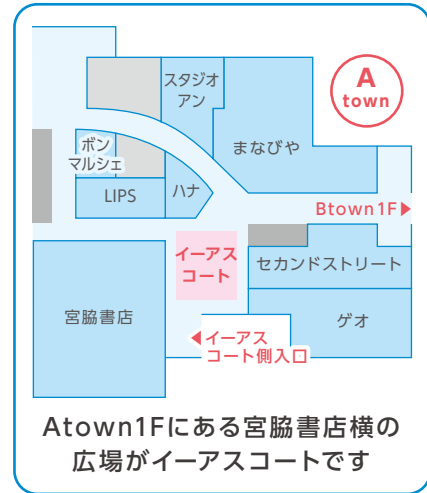 スタジオ
アン
A
town
ボン
マルシェ
まなびや
LIPS
ハナ
Btown1F▶
イーアス
コート
セカンドストリート
宮脇書店
ゲオ
◀イーアス
コート側入口
Atown1Fにある宮脇書店横の
広場がイーアスコートです